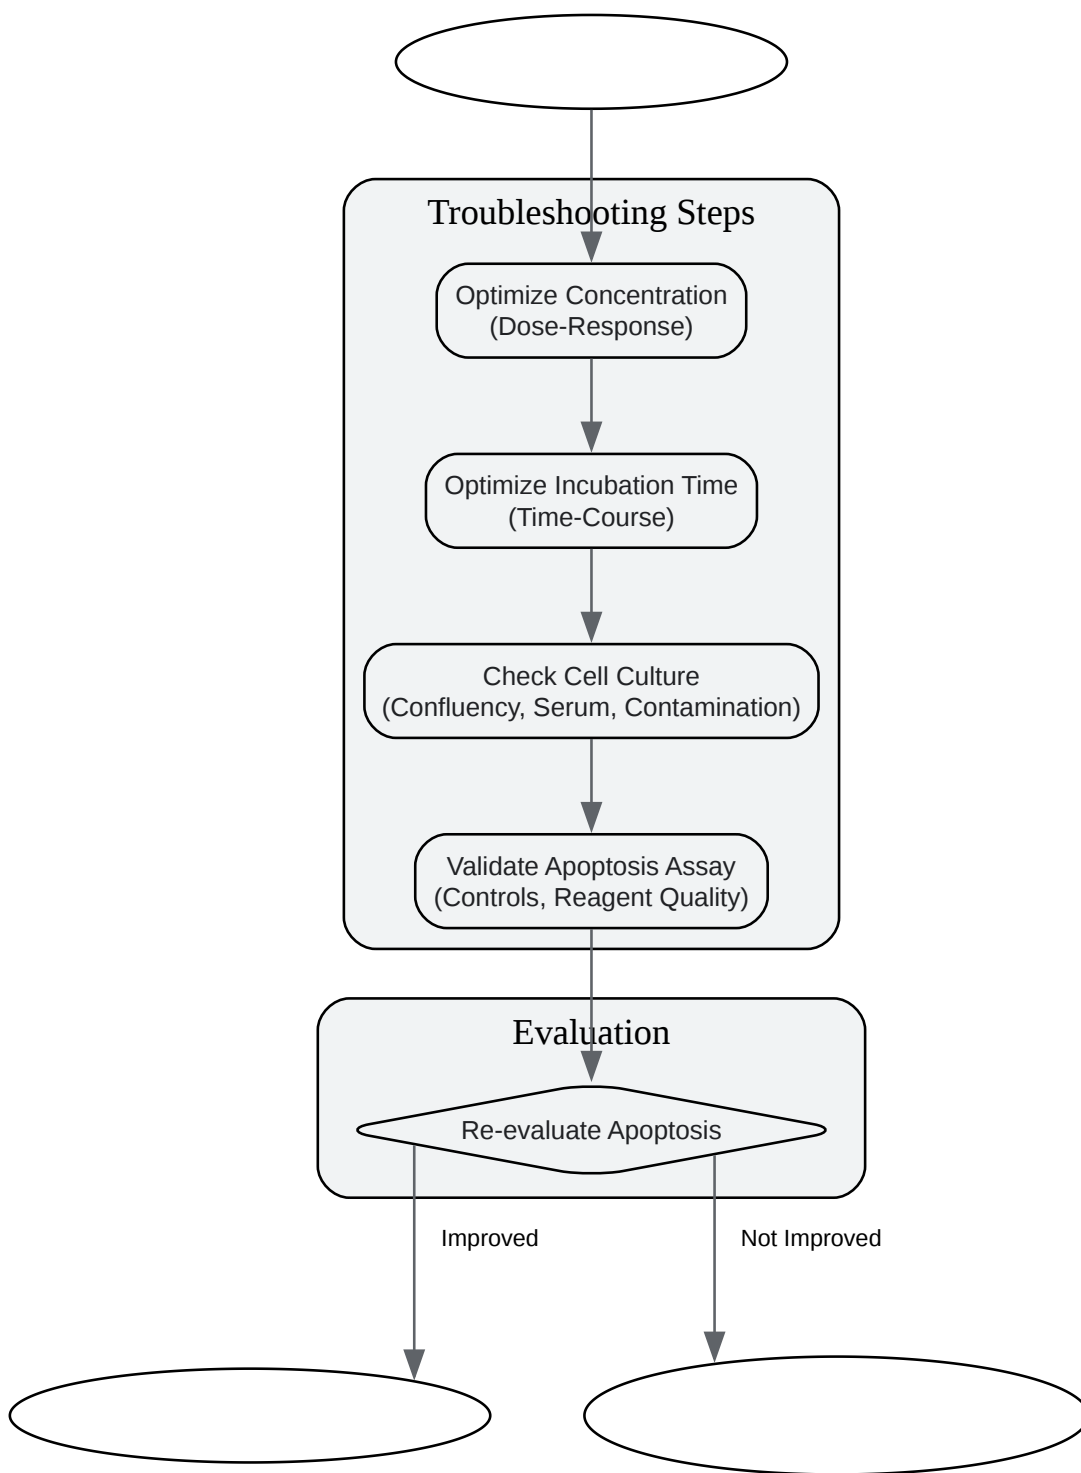 Troubleshooting Steps
Optimize Concentration
(Dose-Response)
Optimize Incubation Time
(Time-Course)
Check Cell Culture
(Confluency, Serum, Contamination)
Validate Apoptosis Assay
(Controls, Reagent Quality)
Evaluation
Re-evaluate Apoptosis
Improved
Not Improved